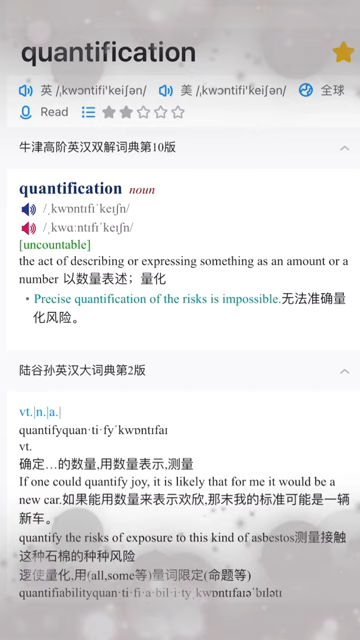 quantification
英 /,kwɒntifi'keiʃən/ 美 /,kwɒntifi'keiʃən/ 全球
Read
牛津高阶英汉双解词典第10版
quantification noun
/ˌkwɒntɪfɪˈkeɪʃn/
/ˌkwɑːntɪfɪˈkeɪʃn/
[uncountable]
the act of describing or expressing something as an amount or a
number 以数量表述；量化
• Precise quantification of the risks is impossible.无法准确量
化风险。
陆谷孙英汉大词典第2版
vt.|n.|a.|
quantifyquan·ti·fyˈkwɒntɪfaɪ
vt.
确定…的数量,用数量表示,测量
If one could quantify joy, it is likely that for me it would be a
new car.如果能用数量来表示欢欣,那末我的标准可能是一辆
新车。
quantify the risks of exposure to this kind of asbestos测量接触
这种石棉的种种风险
逻使量化,用(all,some等)量词限定(命题等)
quantifiabilityquan·ti·fi·a·bil·i·tyˌkwɒntɪfaɪəˈbɪlətɪ